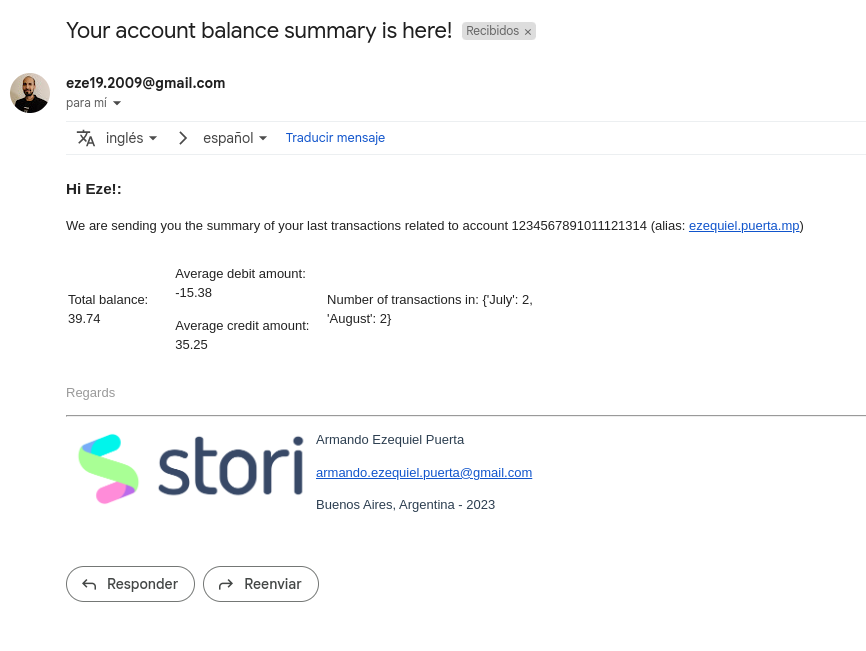 Your account balance summary is here! Recibidos ×
eze19.2009@gmail.com
para mí
inglés español Traducir mensaje
Hi Eze!:
We are sending you the summary of your last transactions related to account 1234567891011121314 (alias: ezequiel.puerta.mp)
Total balance:
39.74
Average debit amount:
-15.38
Average credit amount:
35.25
Number of transactions in: {'July': 2,
'August': 2}
Regards
stori
Armando Ezequiel Puerta
armando.ezequiel.puerta@gmail.com
Buenos Aires, Argentina - 2023
Responder Reenviar